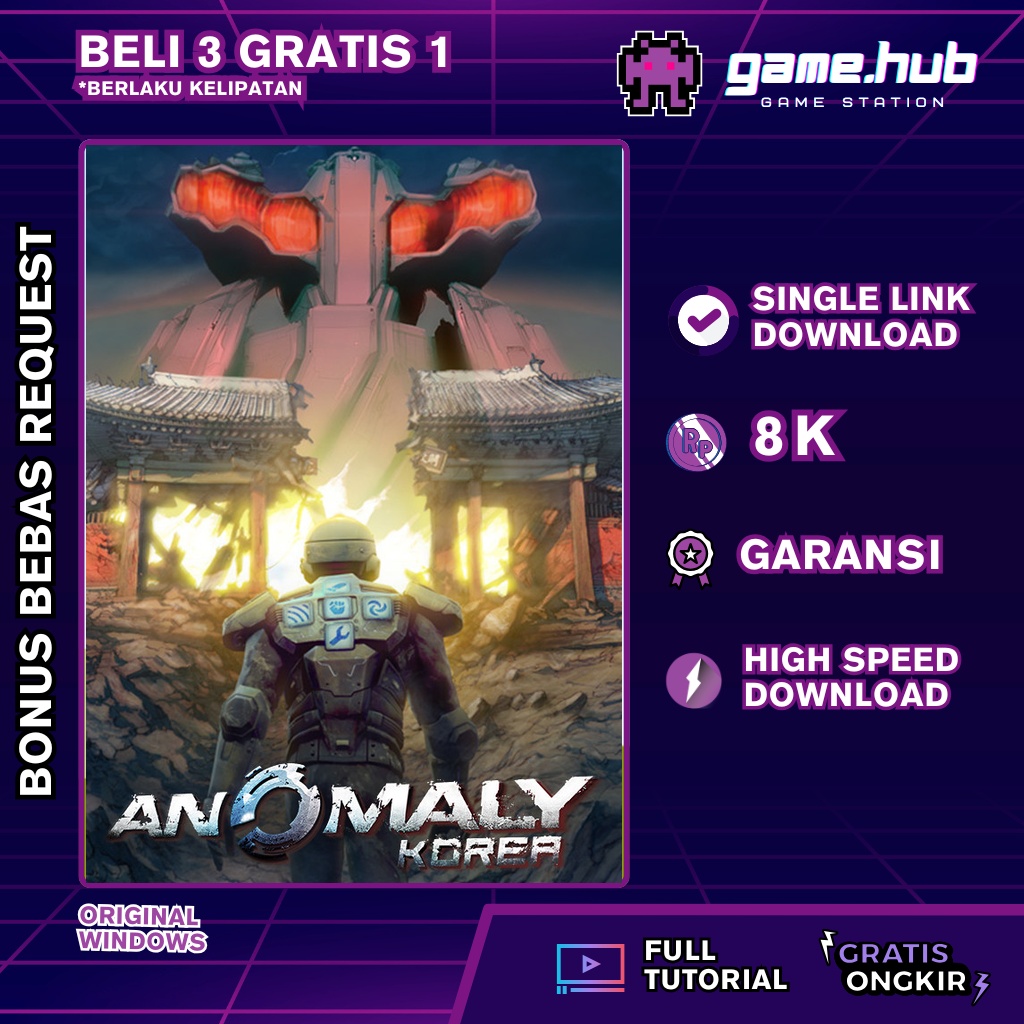 BELI 3 GRATIS 1
*BERLAKU KELIPATAN
game.hub
GAME STATION
BONUS BEBAS REQUEST
SINGLE LINK
DOWNLOAD
Rp
8K
GARANSI
HIGH SPEED
DOWNLOAD
ANOMALY
KOREA
ORIGINAL
WINDOWS
FULL
TUTORIAL
GRATIS
ONGKIR